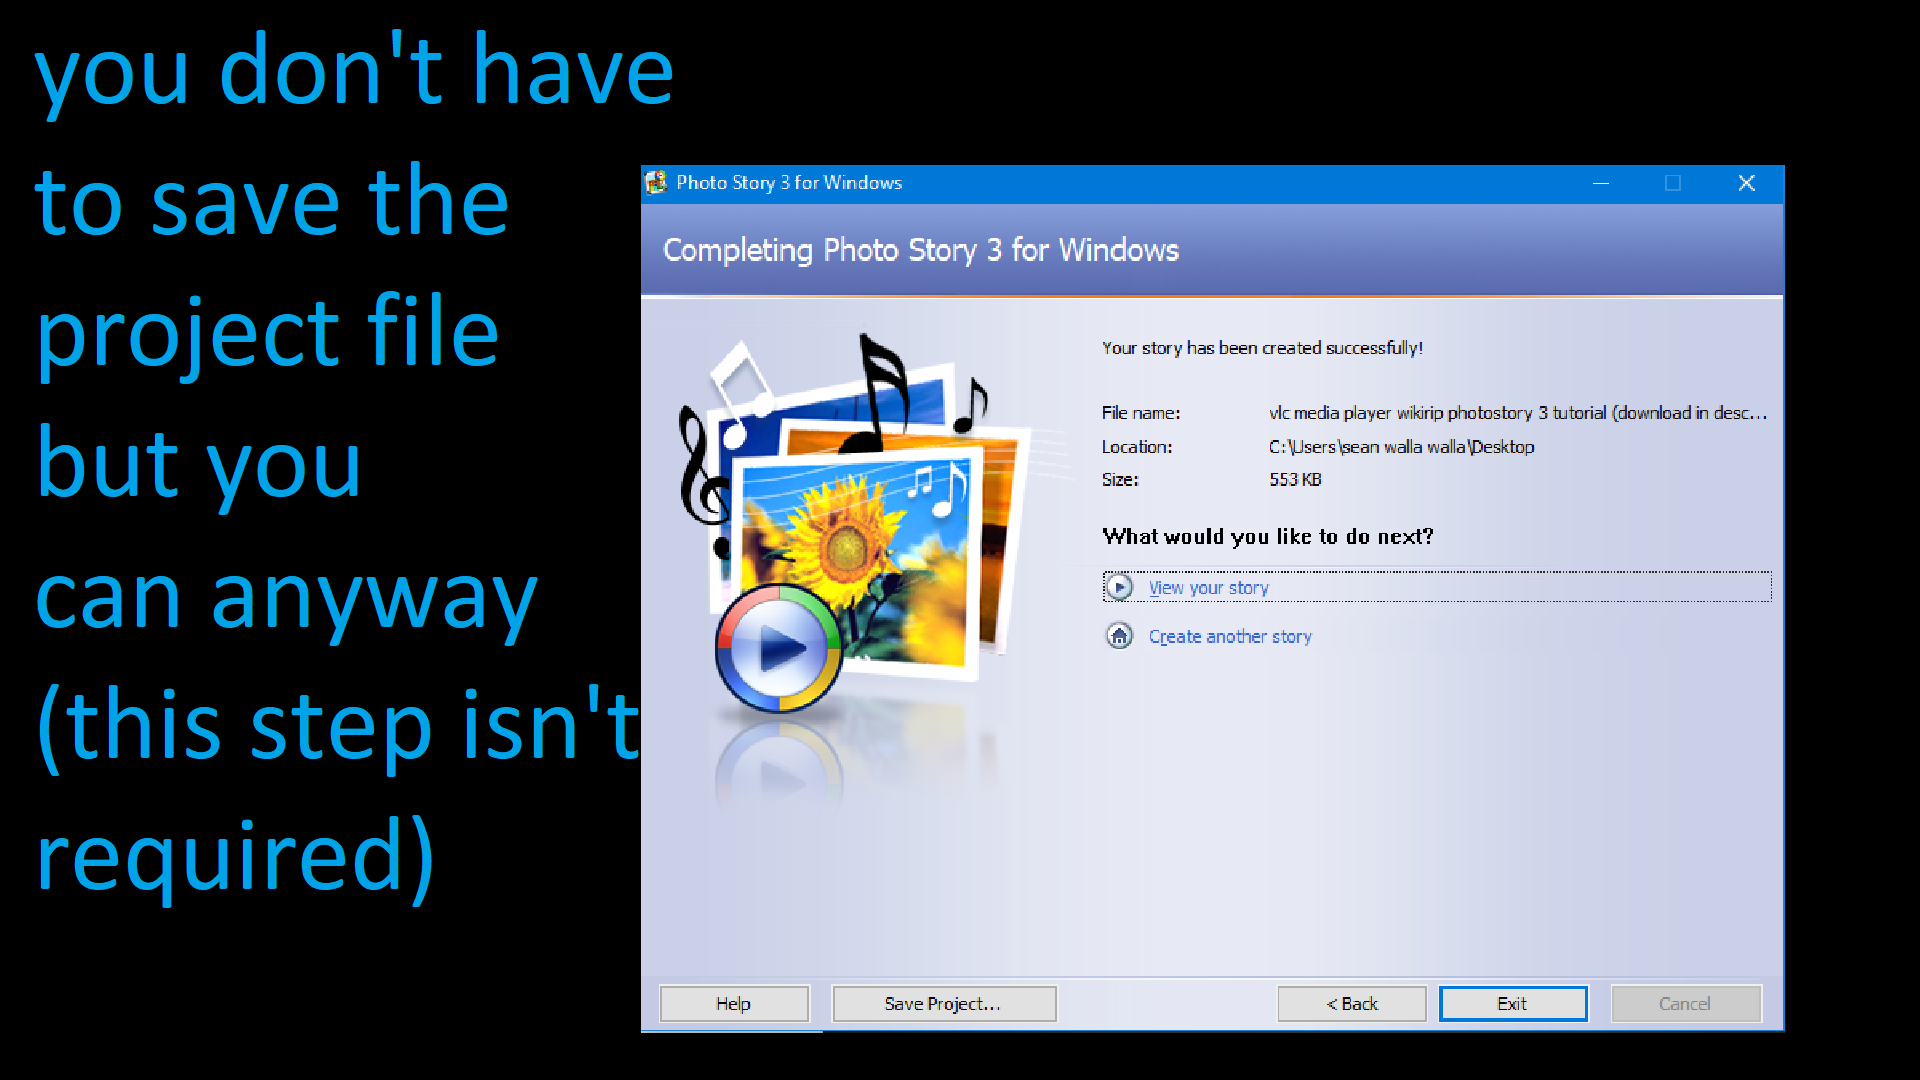 you don't have
to save the
project file
but you
can anyway
(this step isn't
required)
Photo Story 3 for Windows
Completing Photo Story 3 for Windows
Your story has been created successfully!
File name: vlc media player wikirip photostory 3 tutorial (download in desc...
Location: C:\Users\sean walla walla\Desktop
Size: 553 KB
What would you like to do next?
View your story
Create another story
Help Save Project... < Back Exit Cancel